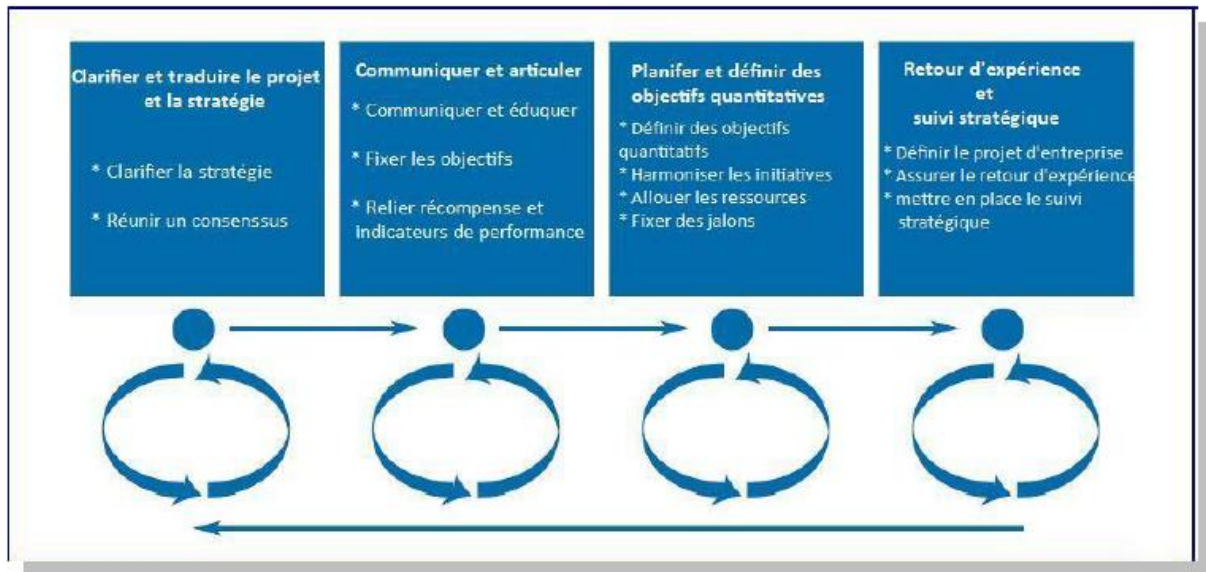 Clarifier et traduire le projet
et la stratégie
* Clarifier la stratégie
* Réunir un consenssus
Communiquer et articuler
* Communiquer et éduquer
* Fixer les objectifs
* Relier récompense et
indicateurs de performance
Planifer et définir des
objectifs quantitatives
* Définir des objectifs
quantitatifs
* Harmoniser les initiatives
* Allouer les ressources
* Fixer des jalons
Retour d'expérience
et
suivi stratégique
* Définir le projet d'entreprise
* Assurer le retour d'expérience
* mettre en place le suivi
stratégique